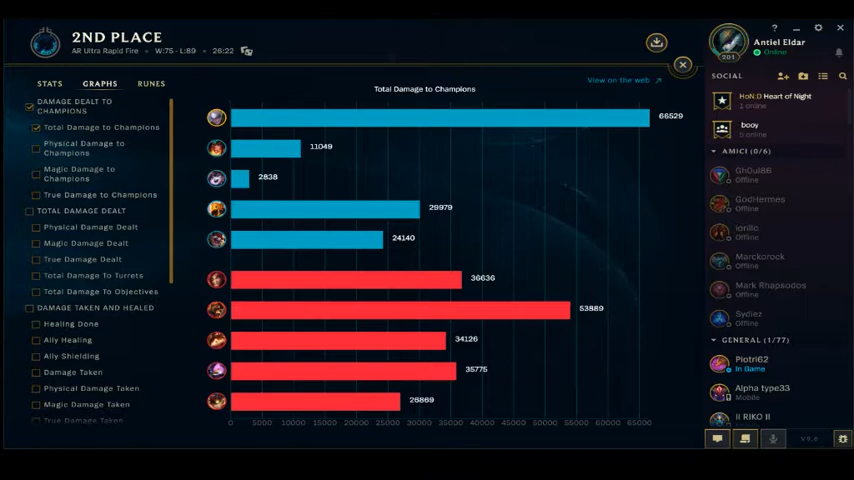 2ND PLACE
AR Ultra Rapid Fire • W:75 - L:89 • 26:22
STATS GRAPHS RUNES
View on the web
Total Damage to Champions
DAMAGE DEALT TO CHAMPIONS
Total Damage to Champions
Physical Damage to Champions
Magic Damage to Champions
True Damage to Champions
TOTAL DAMAGE DEALT
Physical Damage Dealt
Magic Damage Dealt
True Damage Dealt
Total Damage To Turrets
Total Damage To Objectives
DAMAGE TAKEN AND HEALED
Healing Done
Ally Healing
Ally Shielding
Damage Taken
Physical Damage Taken
Magic Damage Taken
True Damage Taken
66529
11049
2838
29979
24140
36636
53889
34126
35775
26869
0 5000 10000 15000 20000 25000 30000 35000 40000 45000 50000 55000 60000 65000
201
Antiel Eldar
Online
SOCIAL
HoN:D Heart of Night
1 online
booy
5 online
AMICI (0/6)
Gh0ul86
Offline
GodHermes
Offline
Iorillo
Offline
Marckorock
Offline
Mark Rhapsodos
Offline
Sydiez
Offline
GENERAL (1/77)
Piotri62
In Game
Alpha type33
Mobile
II RIKO II